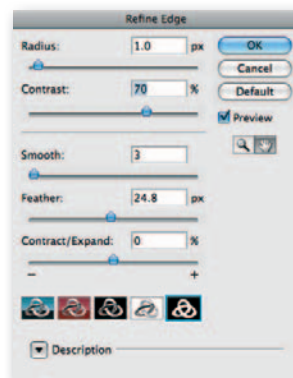 Refine Edge
Radius: 1.0 px
OK
Cancel
Contrast: 70 %
Default
Preview
Smooth: 3
Feather: 24.8 px
Contract/Expand: 0 %
− +
Description